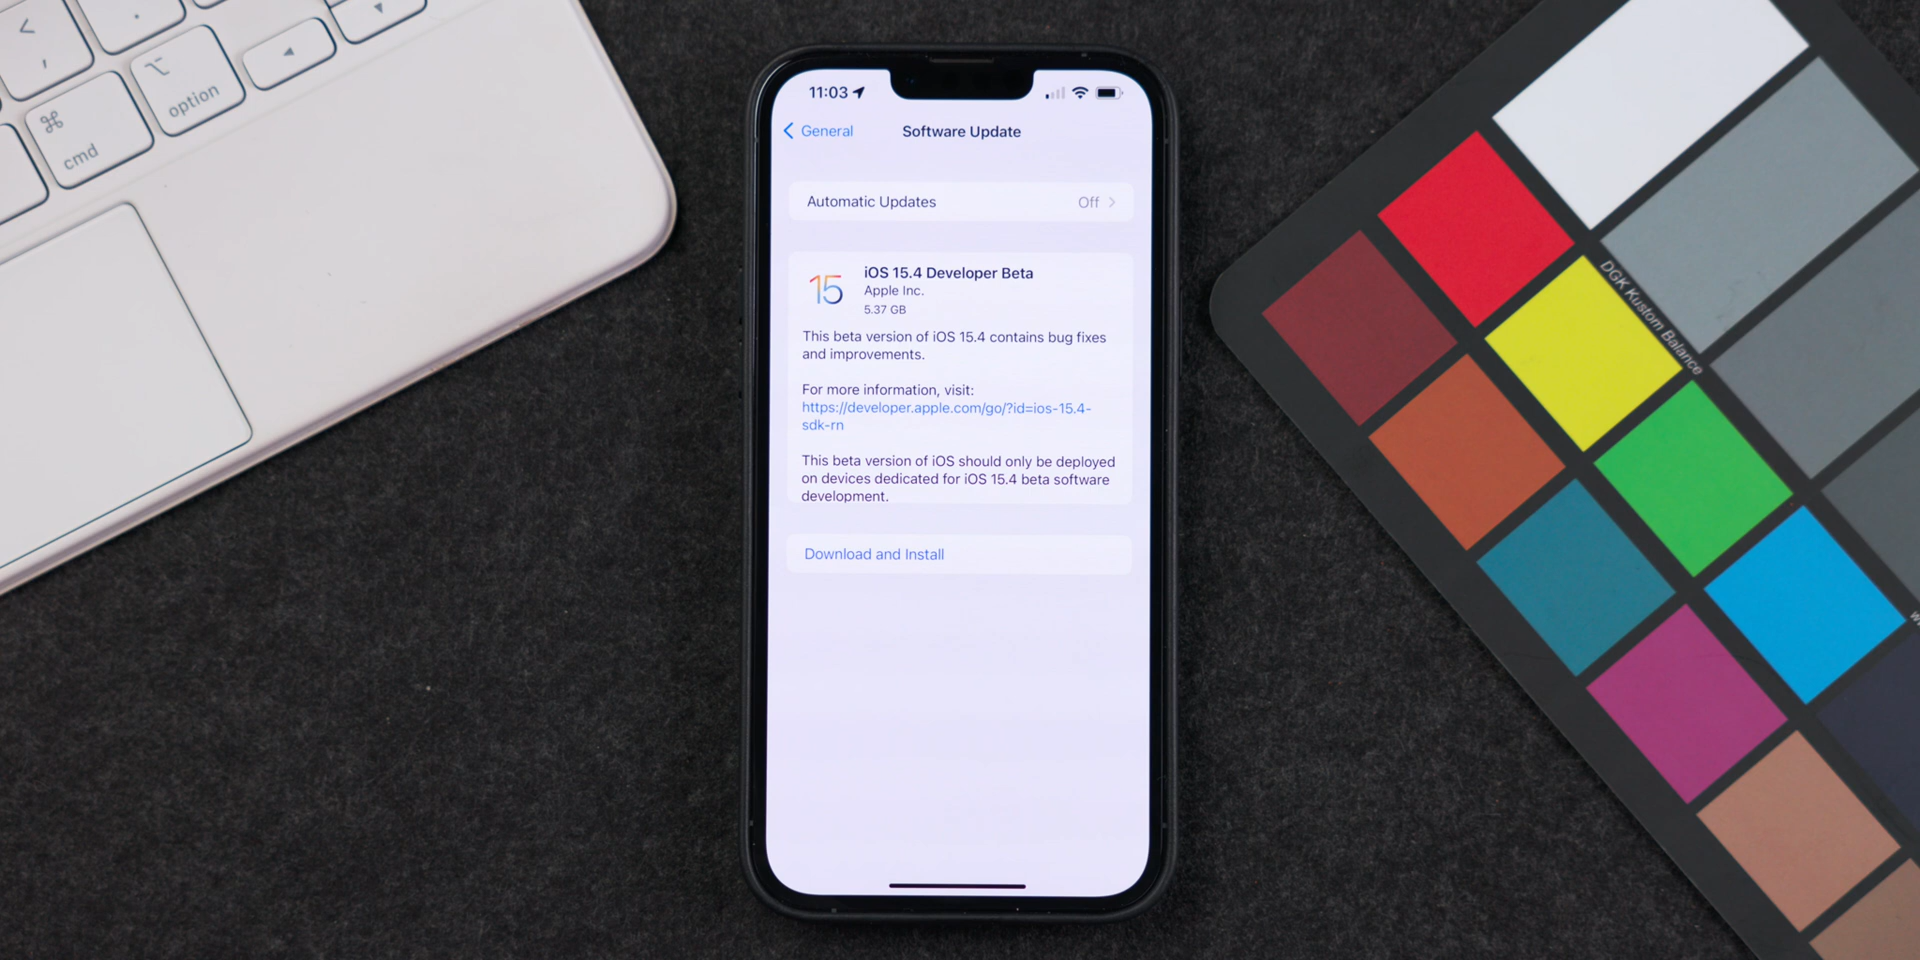 <
,
.
⌘
cmd
⌥
option
◀
▼
11:03
General
Software Update
Automatic Updates
Off
15
iOS 15.4 Developer Beta
Apple Inc.
5.37 GB
This beta version of iOS 15.4 contains bug fixes
and improvements.
For more information, visit:
https://developer.apple.com/go/?id=ios-15.4-
sdk-rn
This beta version of iOS should only be deployed
on devices dedicated for iOS 15.4 beta software
development.
Download and Install
DGK Kustom Balance